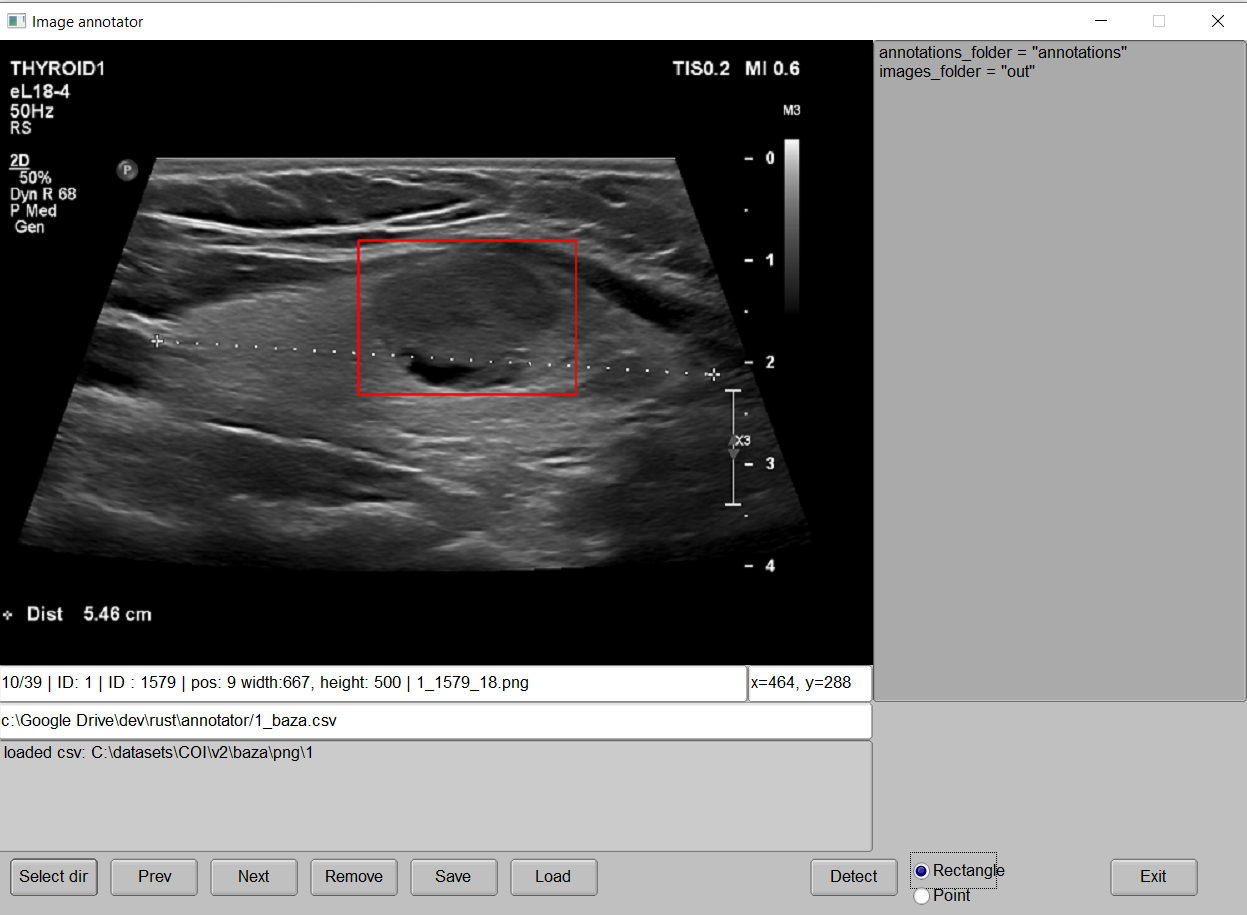 Image annotator
annotations_folder = "annotations"
images_folder = "out"
THYROID1
TIS0.2 MI 0.6
eL18-4
50Hz
RS
M3
2D
50%
Dyn R 68
P Med
Gen
P
0
1
2
X3
3
4
Dist 5.46 cm
10/39 | ID: 1 | ID : 1579 | pos: 9 width:667, height: 500 | 1_1579_18.png
x=464, y=288
c:\Google Drive\dev\rust\annotator/1_baza.csv
loaded csv: C:\datasets\COI\v2\baza\png\1
Select dir
Prev
Next
Remove
Save
Load
Detect
Rectangle
Point
Exit